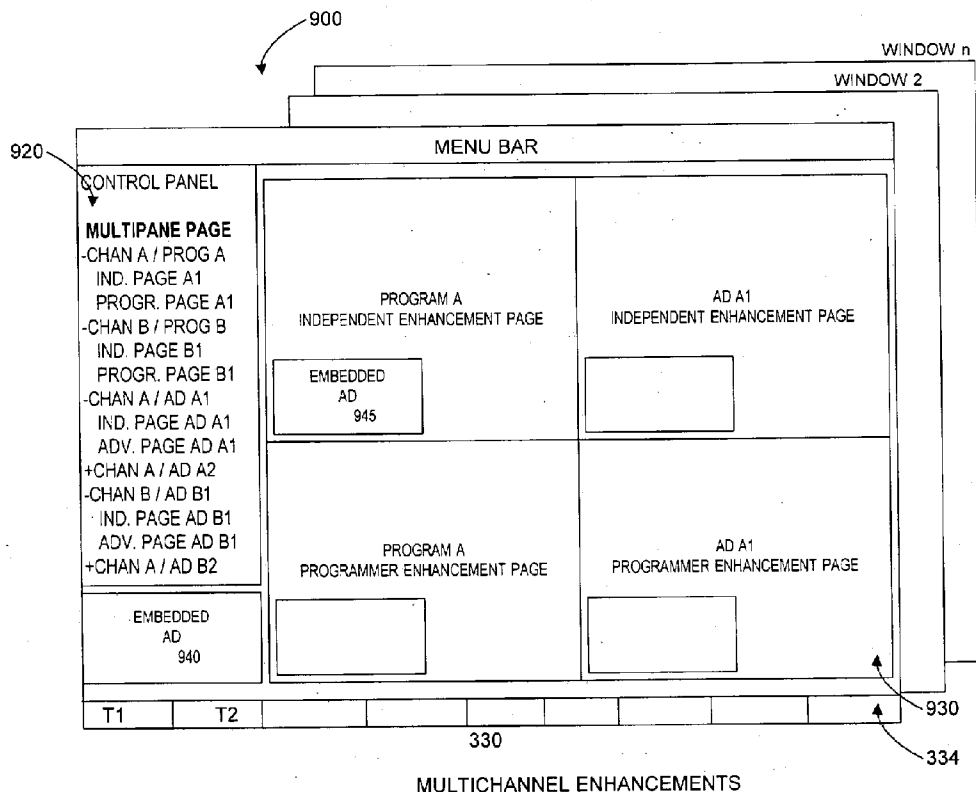 900
WINDOW n
WINDOW 2
MENU BAR
920
CONTROL PANEL
MULTIPANE PAGE
-CHAN A / PROG A
IND. PAGE A1
PROGR. PAGE A1
-CHAN B / PROG B
IND. PAGE B1
PROGR. PAGE B1
-CHAN A / AD A1
IND. PAGE AD A1
ADV. PAGE AD A1
+CHAN A / AD A2
-CHAN B / AD B1
IND. PAGE AD B1
ADV. PAGE AD B1
+CHAN A / AD B2
EMBEDDED
AD
940
PROGRAM A
INDEPENDENT ENHANCEMENT PAGE
EMBEDDED
AD
945
AD A1
INDEPENDENT ENHANCEMENT PAGE
PROGRAM A
PROGRAMMER ENHANCEMENT PAGE
AD A1
PROGRAMMER ENHANCEMENT PAGE
930
T1 T2
330
334
MULTICHANNEL ENHANCEMENTS